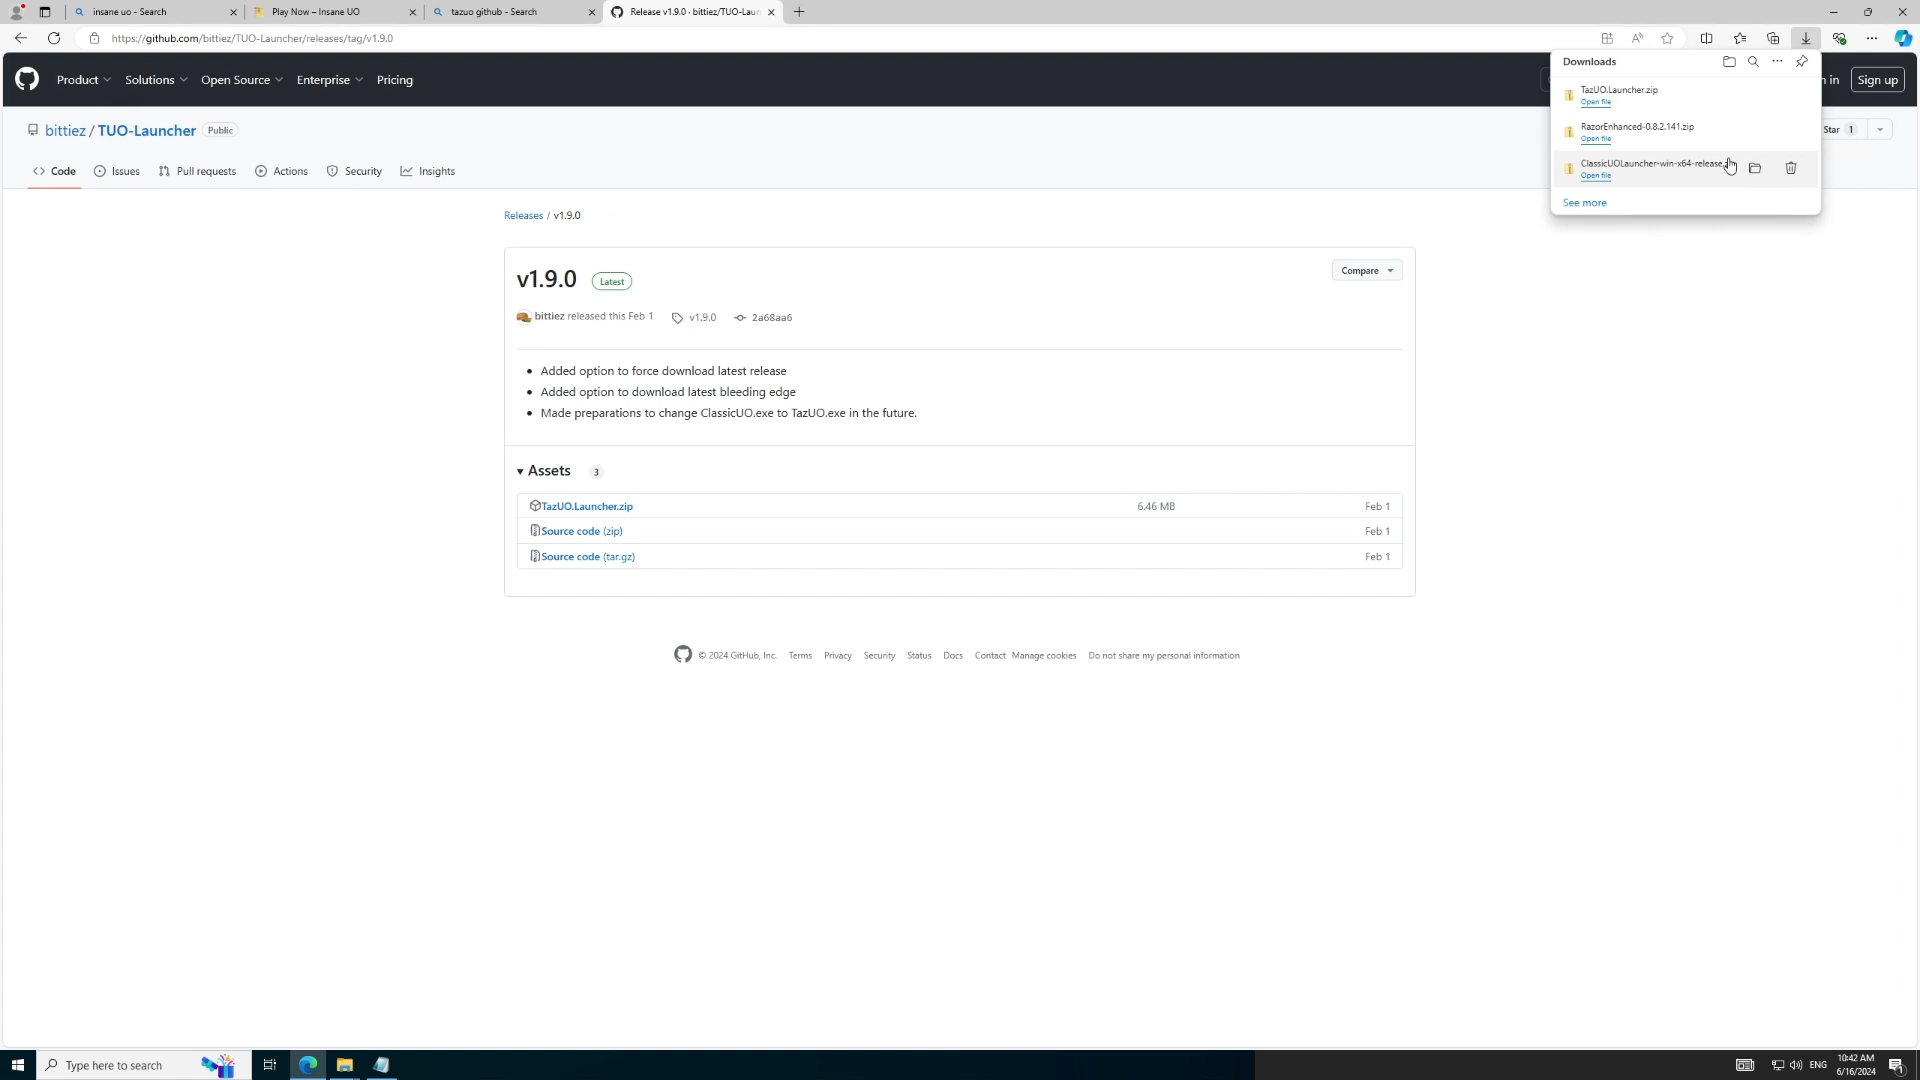 insane uo - Search
Play Now – Insane UO
tazuo github - Search
Release v1.9.0 · bittiez/TUO-Laun
https://github.com/bittiez/TUO-Launcher/releases/tag/v1.9.0
Product
Solutions
Open Source
Enterprise
Pricing
in
Sign up
Downloads
TazUO.Launcher.zip
Open file
RazorEnhanced-0.8.2.141.zip
Open file
ClassicUOLauncher-win-x64-release
Open file
See more
bittiez / TUO-Launcher Public
Star 1
Code
Issues
Pull requests
Actions
Security
Insights
Releases / v1.9.0
v1.9.0 Latest
Compare
bittiez released this Feb 1 v1.9.0 2a68aa6
Added option to force download latest release
Added option to download latest bleeding edge
Made preparations to change ClassicUO.exe to TazUO.exe in the future.
Assets 3
TazUO.Launcher.zip 6.46 MB Feb 1
Source code (zip) Feb 1
Source code (tar.gz) Feb 1
© 2024 GitHub, Inc. Terms Privacy Security Status Docs Contact Manage cookies Do not share my personal information
Type here to search
ENG
10:42 AM
6/16/2024
1